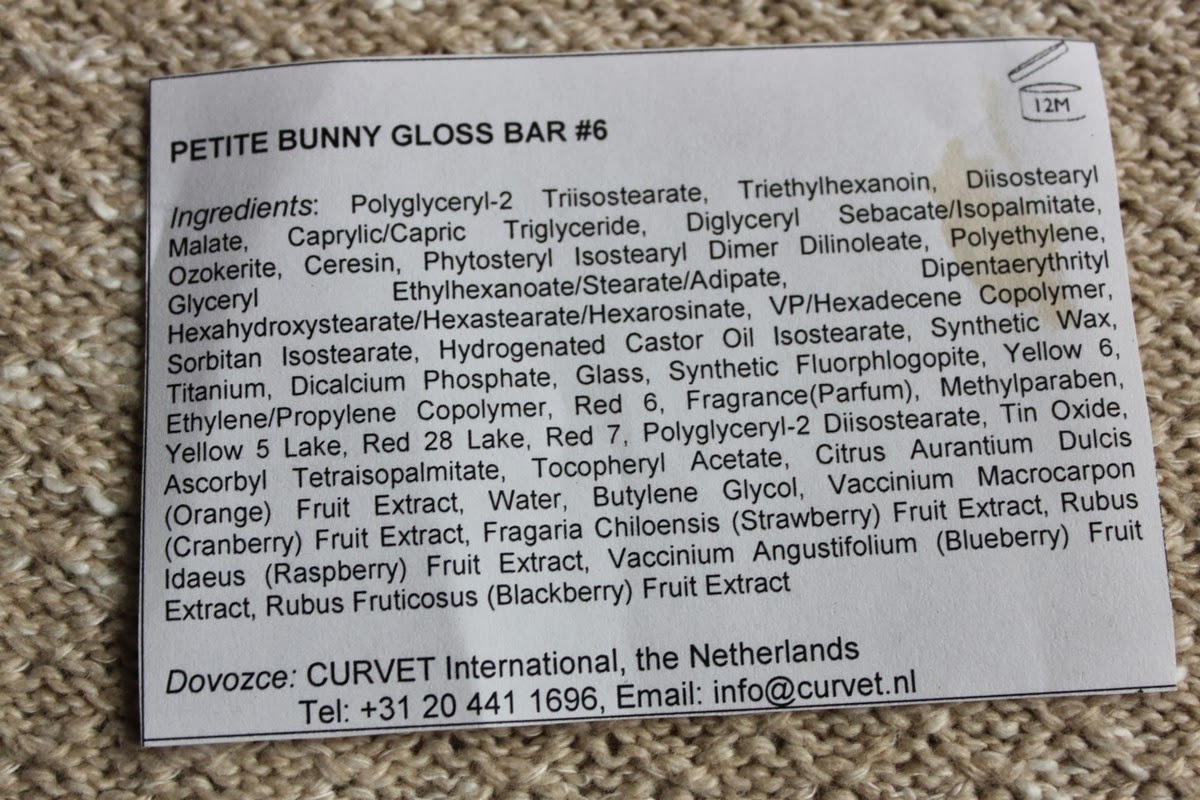 12M
PETITE BUNNY GLOSS BAR #6
Ingredients: Polyglyceryl-2 Triisostearate, Triethylhexanoin, Diisostearyl
Malate, Caprylic/Capric Triglyceride, Diglyceryl Sebacate/Isopalmitate,
Ozokerite, Ceresin, Phytosteryl Isostearyl Dimer Dilinoleate, Polyethylene,
Glyceryl Ethylhexanoate/Stearate/Adipate, Dipentaerythrityl
Hexahydroxystearate/Hexastearate/Hexarosinate, VP/Hexadecene Copolymer,
Sorbitan Isostearate, Hydrogenated Castor Oil Isostearate, Synthetic Wax,
Titanium, Dicalcium Phosphate, Glass, Synthetic Fluorphlogopite, Yellow 6,
Ethylene/Propylene Copolymer, Red 6, Fragrance(Parfum), Methylparaben,
Yellow 5 Lake, Red 28 Lake, Red 7, Polyglyceryl-2 Diisostearate, Tin Oxide,
Ascorbyl Tetraisopalmitate, Tocopheryl Acetate, Citrus Aurantium Dulcis
(Orange) Fruit Extract, Water, Butylene Glycol, Vaccinium Macrocarpon
(Cranberry) Fruit Extract, Fragaria Chiloensis (Strawberry) Fruit Extract, Rubus
Idaeus (Raspberry) Fruit Extract, Vaccinium Angustifolium (Blueberry) Fruit
Extract, Rubus Fruticosus (Blackberry) Fruit Extract
Dovozce: CURVET International, the Netherlands
Tel: +31 20 441 1696, Email: info@curvet.nl